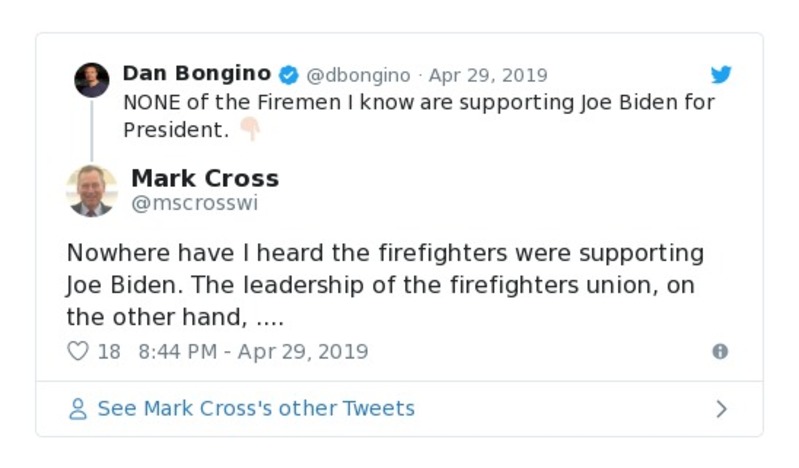 Dan Bongino @dbongino · Apr 29, 2019
NONE of the Firemen I know are supporting Joe Biden for
President. 👇🏻
Mark Cross
@mscrosswi
Nowhere have I heard the firefighters were supporting
Joe Biden. The leadership of the firefighters union, on
the other hand, ....
18 8:44 PM - Apr 29, 2019
See Mark Cross's other Tweets